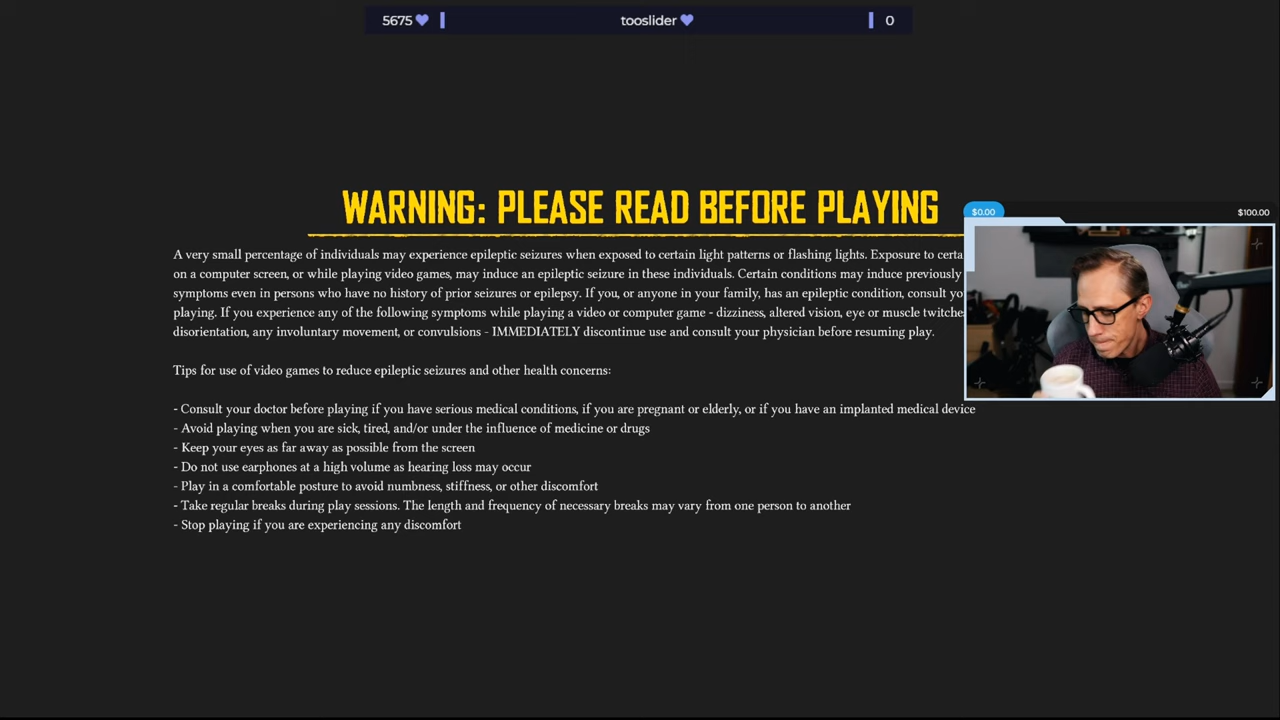 5675
tooslider
0
WARNING: PLEASE READ BEFORE PLAYING
$0.00
$100.00
A very small percentage of individuals may experience epileptic seizures when exposed to certain light patterns or flashing lights. Exposure to certa
on a computer screen, or while playing video games, may induce an epileptic seizure in these individuals. Certain conditions may induce previously
symptoms even in persons who have no history of prior seizures or epilepsy. If you, or anyone in your family, has an epileptic condition, consult yo
playing. If you experience any of the following symptoms while playing a video or computer game - dizziness, altered vision, eye or muscle twitche
disorientation, any involuntary movement, or convulsions - IMMEDIATELY discontinue use and consult your physician before resuming play.
Tips for use of video games to reduce epileptic seizures and other health concerns:
- Consult your doctor before playing if you have serious medical conditions, if you are pregnant or elderly, or if you have an implanted medical device
- Avoid playing when you are sick, tired, and/or under the influence of medicine or drugs
- Keep your eyes as far away as possible from the screen
- Do not use earphones at a high volume as hearing loss may occur
- Play in a comfortable posture to avoid numbness, stiffness, or other discomfort
- Take regular breaks during play sessions. The length and frequency of necessary breaks may vary from one person to another
- Stop playing if you are experiencing any discomfort